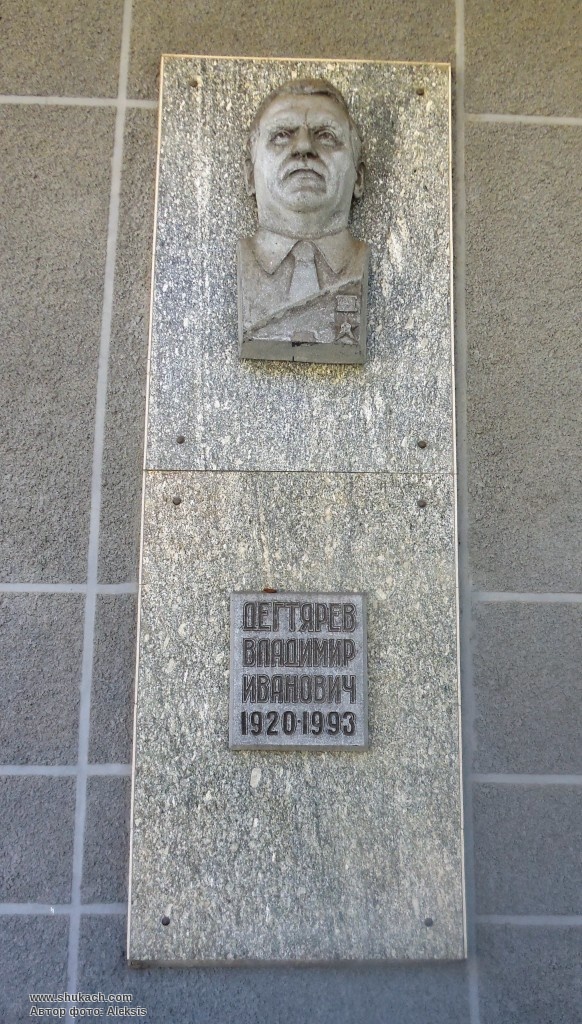 ДЕГТЯРЕВ
ВЛАДИМИР
ИВАНОВИЧ
1920-1993
www.shukach.com
Автор фото: Aleksis